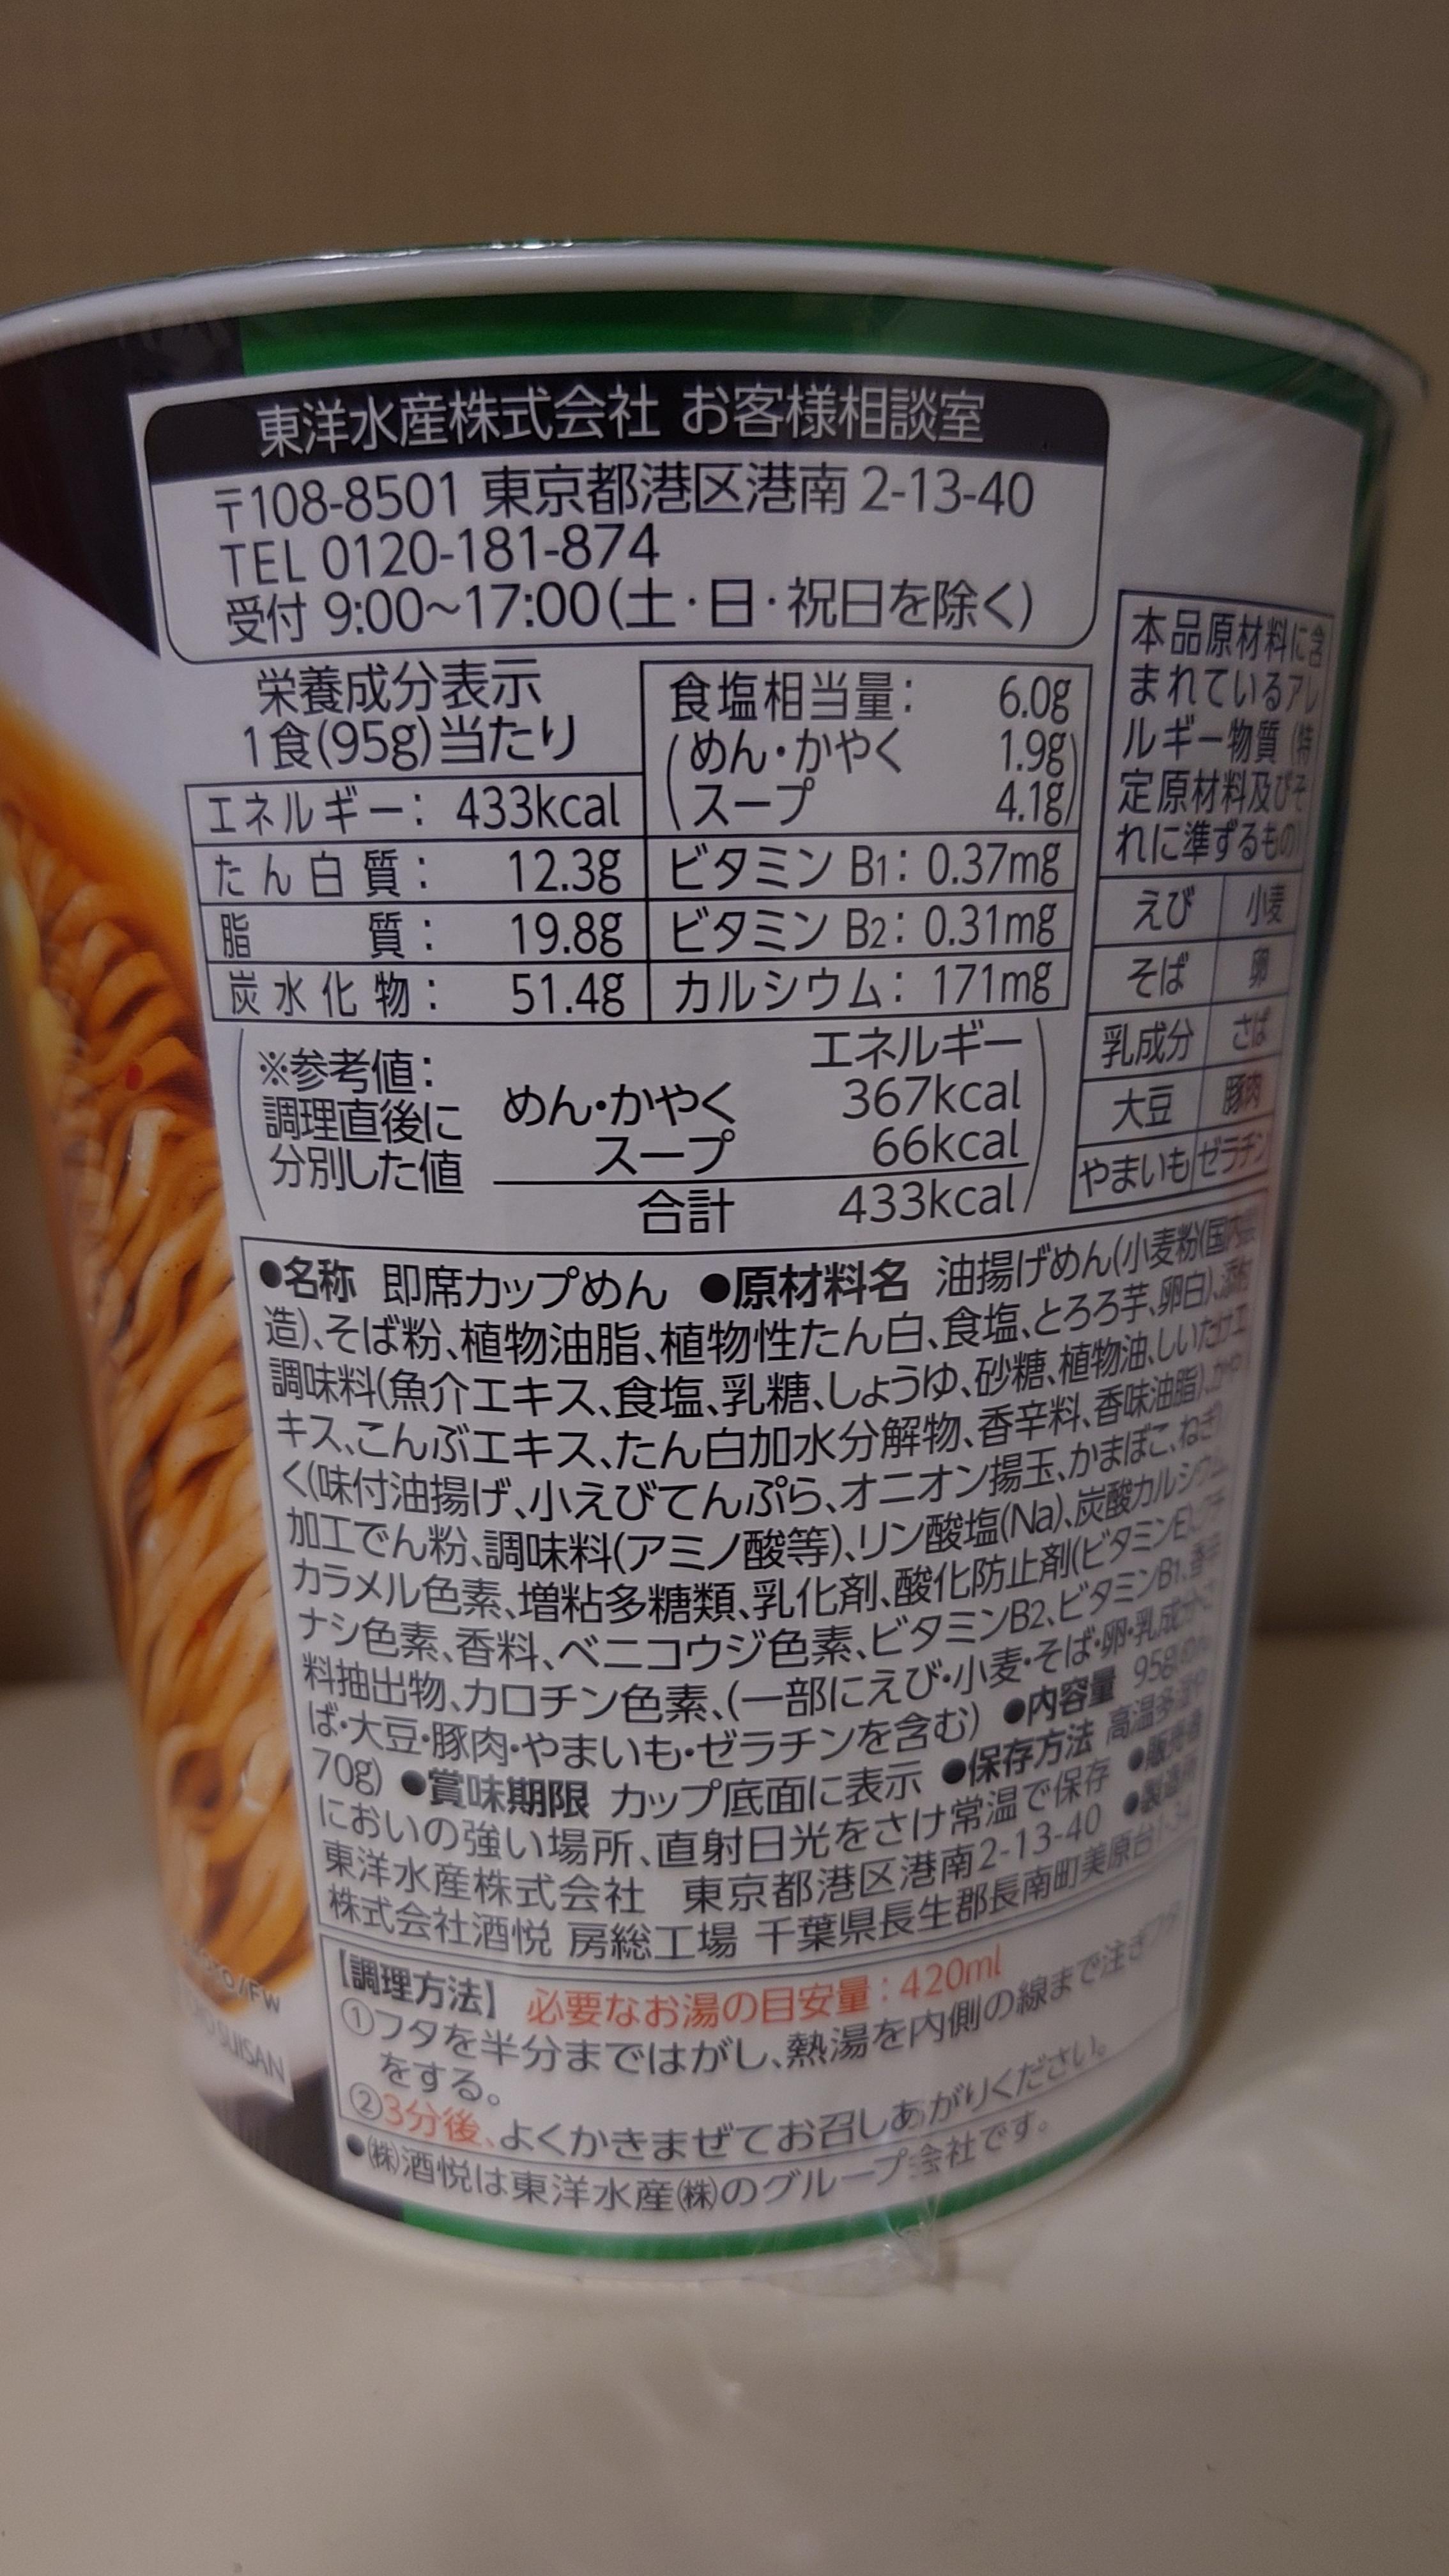 東洋水産株式会社 お客様相談室
〒108-8501 東京都港区港南 2-13-40
TEL 0120-181-874
受付 9:00~17:00(土・日・祝日を除く)
栄養成分表示
1食(95g)当たり
エネルギー: 433kcal
たん白質: 12.3g
脂質: 19.8g
炭水化物: 51.4g
食塩相当量: 6.0g
(めん・かやく 1.9g)
(スープ 4.1g)
ビタミン B1: 0.37mg
ビタミン B2: 0.31mg
カルシウム: 171mg
※参考値:
調理直後に
分別した値
エネルギー
めん・かやく 367kcal
スープ 66kcal
合計 433kcal
本品原材料に含
まれているアレ
ルギー物質(特
定原材料及びそ
れに準ずるもの)
えび 小麦
そば 卵
乳成分 さば
大豆 豚肉
やまいも ゼラチン
●名称 即席カップめん ●原材料名 油揚げめん(小麦粉(国内製
造)、そば粉、植物油脂、植物性たん白、食塩、とろろ芋、卵白)、添付
調味料(魚介エキス、食塩、乳糖、しょうゆ、砂糖、植物油、しいたけエ
キス、こんぶエキス、たん白加水分解物、香辛料、香味油脂)、かや
く(味付油揚げ、小えびてんぷら、オニオン揚玉、かまぼこ、ねぎ)
加工でん粉、調味料(アミノ酸等)、リン酸塩(Na)、炭酸カルシウム、
カラメル色素、増粘多糖類、乳化剤、酸化防止剤(ビタミンE)、クチ
ナシ色素、香料、ベニコウジ色素、ビタミンB2、ビタミンB1、香辛
料抽出物、カロチン色素、(一部にえび・小麦・そば・卵・乳成分・さ
ば・大豆・豚肉・やまいも・ゼラチンを含む) ●内容量 95g(めん
70g) ●賞味期限 カップ底面に表示 ●保存方法 高温多湿や
においの強い場所、直射日光をさけ常温で保存 ●販売者
東洋水産株式会社 東京都港区港南2-13-40 ●製造所
株式会社酒悦 房総工場 千葉県長生郡長南町美原台1-34
【調理方法】 必要なお湯の目安量:420ml
①フタを半分まではがし、熱湯を内側の線まで注ぎフタ
をする。
②3分後、よくかきまぜてお召しあがりください。
●㈱酒悦は東洋水産㈱のグループ会社です。
/FW
SUISAN